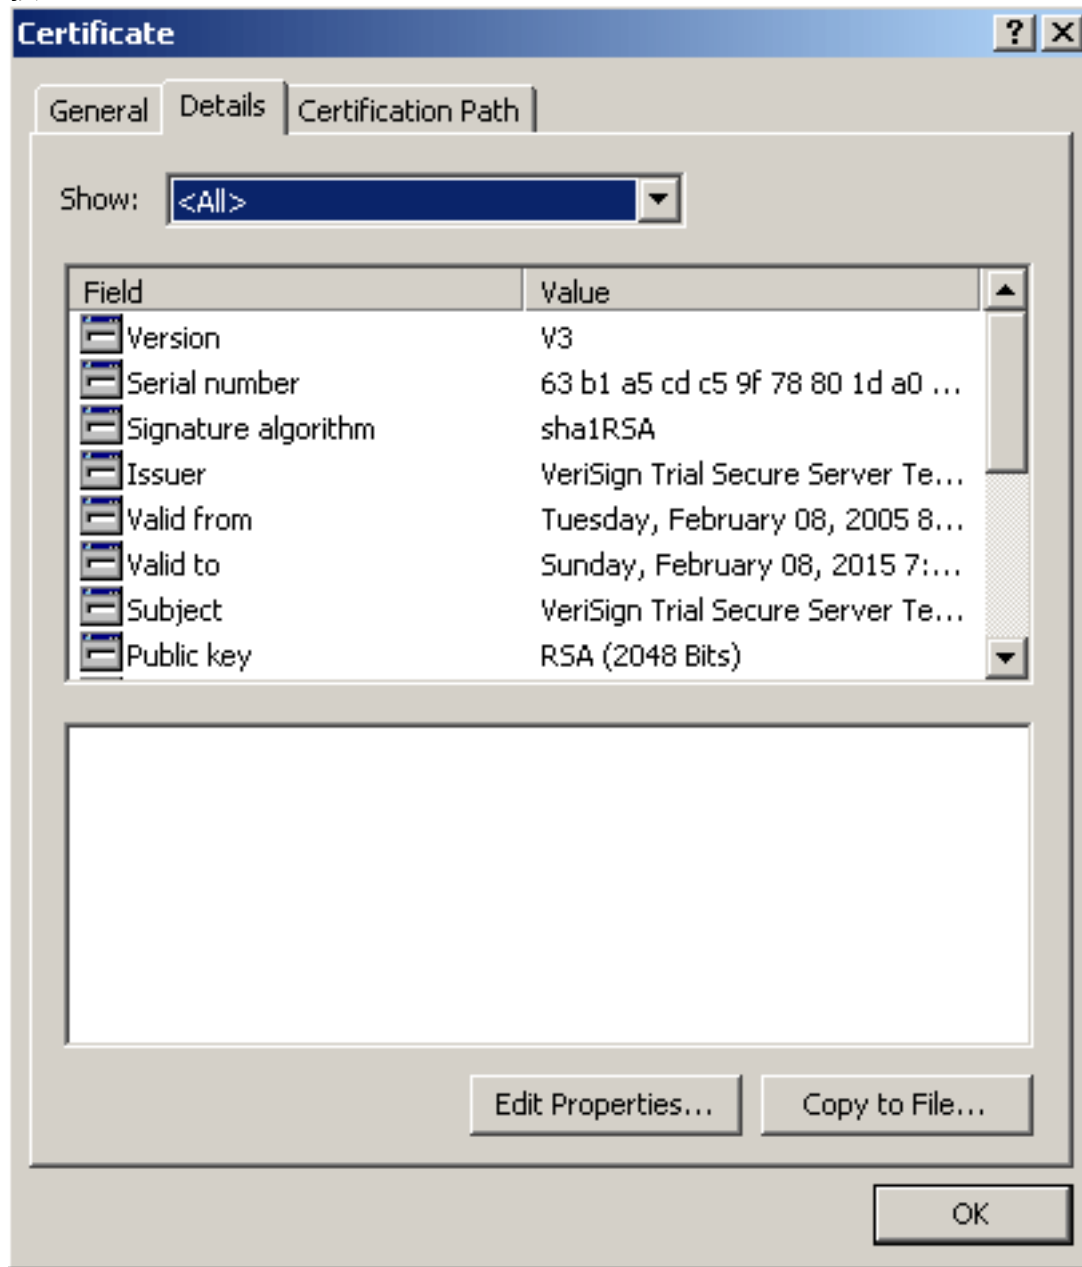 Certificate
General Details Certification Path
Show: <All>
Field Value
Version V3
Serial number 63 b1 a5 cd c5 9f 78 80 1d a0 ...
Signature algorithm sha1RSA
Issuer VeriSign Trial Secure Server Te...
Valid from Tuesday, February 08, 2005 8...
Valid to Sunday, February 08, 2015 7:...
Subject VeriSign Trial Secure Server Te...
Public key RSA (2048 Bits)
Edit Properties... Copy to File...
OK